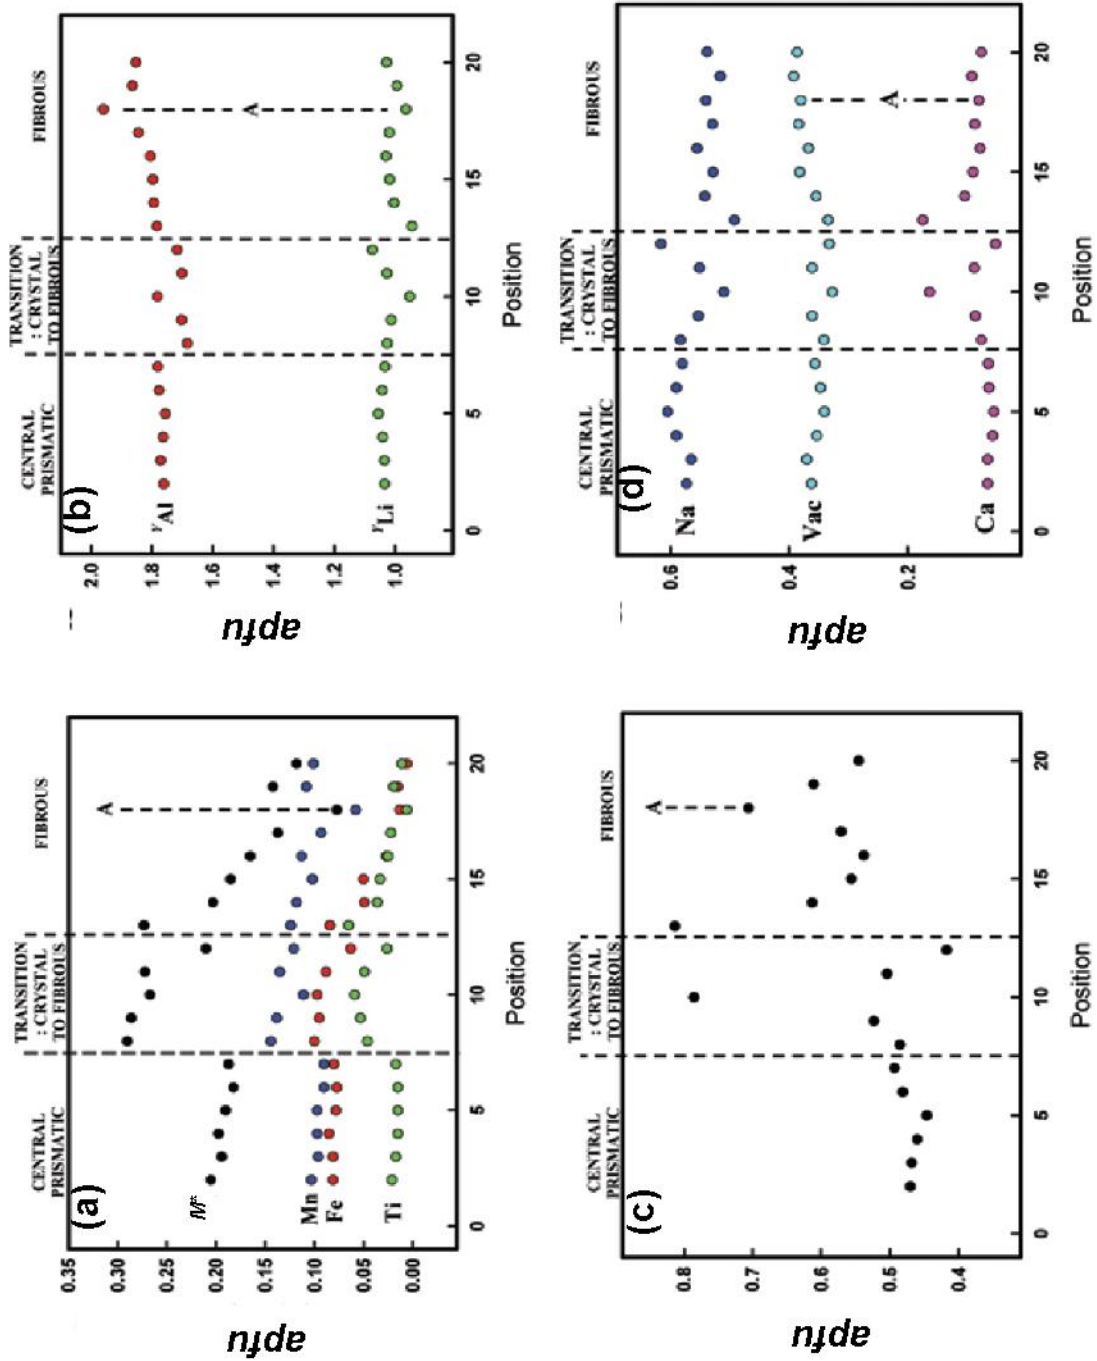 (a)
CENTRAL
PRISMATIC
TRANSITION
: CRYSTAL
TO FIBROUS
FIBROUS
A
Mn
Fe
Ti
0.35
0.30
0.25
0.20
0.15
0.10
0.05
0.00
apfu
0 5 10 15 20
Position
(b)
CENTRAL
PRISMATIC
TRANSITION
: CRYSTAL
TO FIBROUS
FIBROUS
A
YAl
YLi
2.0
1.8
1.6
1.4
1.2
1.0
apfu
0 5 10 15 20
Position
(c)
CENTRAL
PRISMATIC
TRANSITION
: CRYSTAL
TO FIBROUS
FIBROUS
A
0.8
0.7
0.6
0.5
0.4
apfu
0 5 10 15 20
Position
(d)
CENTRAL
PRISMATIC
TRANSITION
: CRYSTAL
TO FIBROUS
FIBROUS
A
Na
Vac
Ca
0.6
0.4
0.2
apfu
0 5 10 15 20
Position